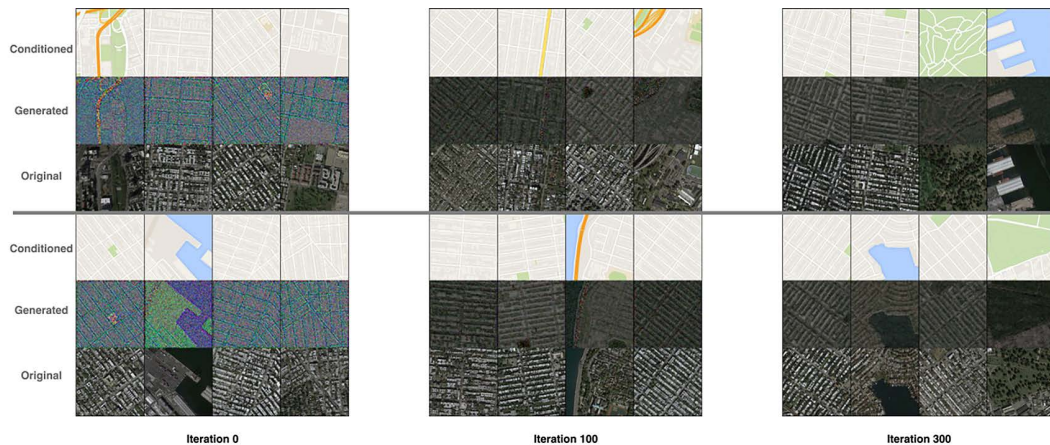 Conditioned
Generated
Original
Conditioned
Generated
Original
Iteration 0
Iteration 100
Iteration 300